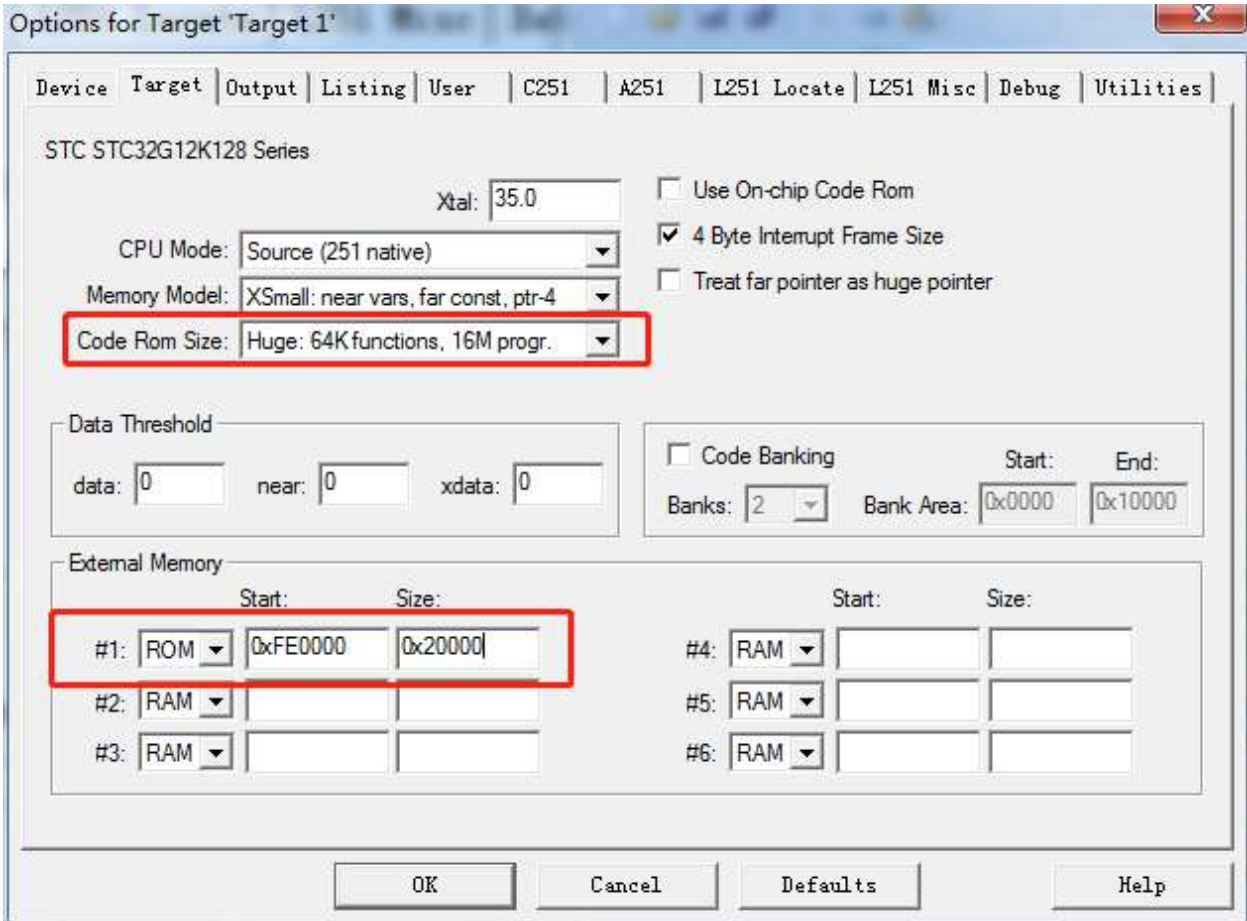 Options for Target 'Target 1'
Device Target Output Listing User C251 A251 L251 Locate L251 Misc Debug Utilities
STC STC32G12K128 Series
Xtal: 35.0
Use On-chip Code Rom
CPU Mode: Source (251 native)
4 Byte Interrupt Frame Size
Memory Model: XSmall: near vars, far const, ptr-4
Treat far pointer as huge pointer
Code Rom Size: Huge: 64K functions, 16M progr.
Data Threshold
data: 0 near: 0 xdata: 0
Code Banking Start: End:
Banks: 2 Bank Area: 0x0000 0x10000
External Memory
Start: Size: Start: Size:
#1: ROM 0xFE0000 0x20000 #4: RAM
#2: RAM #5: RAM
#3: RAM #6: RAM
OK Cancel Defaults Help